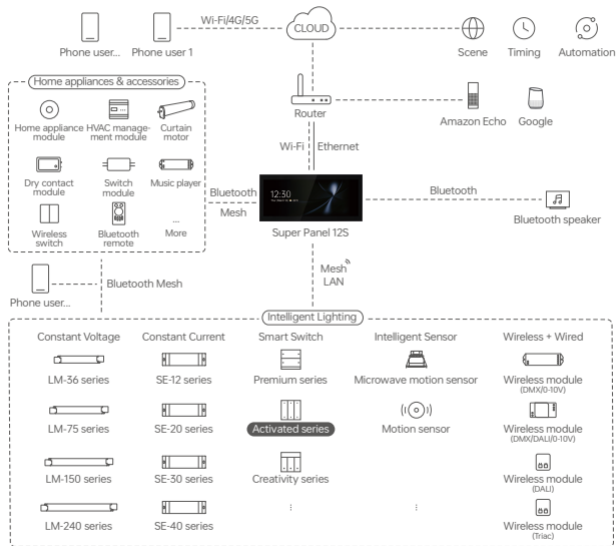 Wi-Fi/4G/5G
CLOUD
Phone user...
Phone user 1
Scene
Timing
Automation
Home appliances & accessories
Home appliance
module
HVAC manage-
ment module
Curtain
motor
Router
Amazon Echo
Google
Wi-Fi
Ethernet
Dry contact
module
Switch
module
Music player
Bluetooth
Mesh
12:30
Bluetooth
Bluetooth speaker
Super Panel 12S
Wireless
switch
Bluetooth
remote
...
More
Mesh
LAN
Phone user...
Bluetooth Mesh
Intelligent Lighting
Constant Voltage
Constant Current
Smart Switch
Intelligent Sensor
Wireless + Wired
LM-36 series
SE-12 series
Premium series
Microwave motion sensor
Wireless module
(DMX/0-10V)
LM-75 series
SE-20 series
Activated series
Motion sensor
Wireless module
(DMX/DALI/0-10V)
LM-150 series
SE-30 series
Creativity series
Wireless module
(DALI)
LM-240 series
SE-40 series
Wireless module
(Triac)